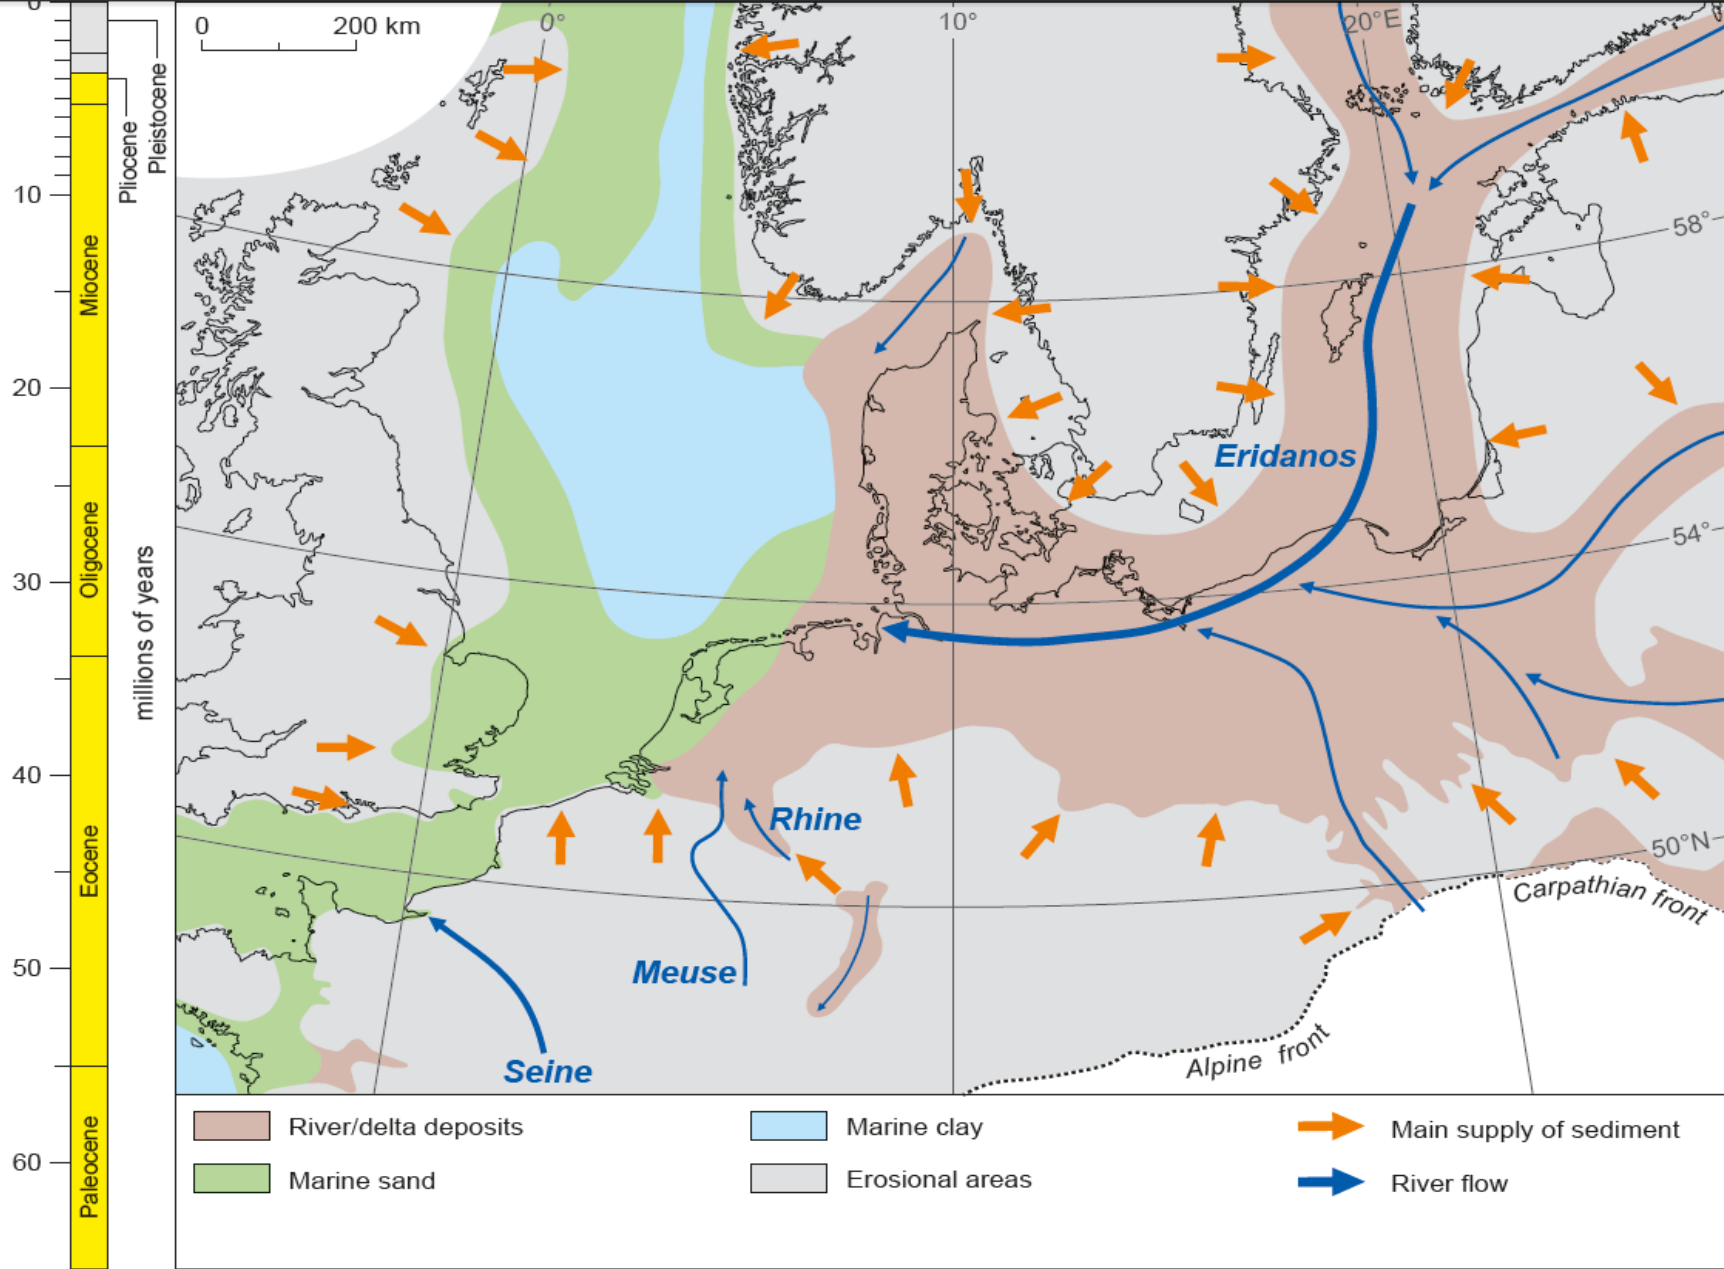 0
10
20
30
40
50
60
millions of years
Pleistocene
Pliocene
Miocene
Oligocene
Eocene
Paleocene
0 200 km
0°
10°
20°E
58°
54°
50°N
Eridanos
Rhine
Meuse
Seine
Carpathian front
Alpine front
River/delta deposits
Marine sand
Marine clay
Erosional areas
Main supply of sediment
River flow